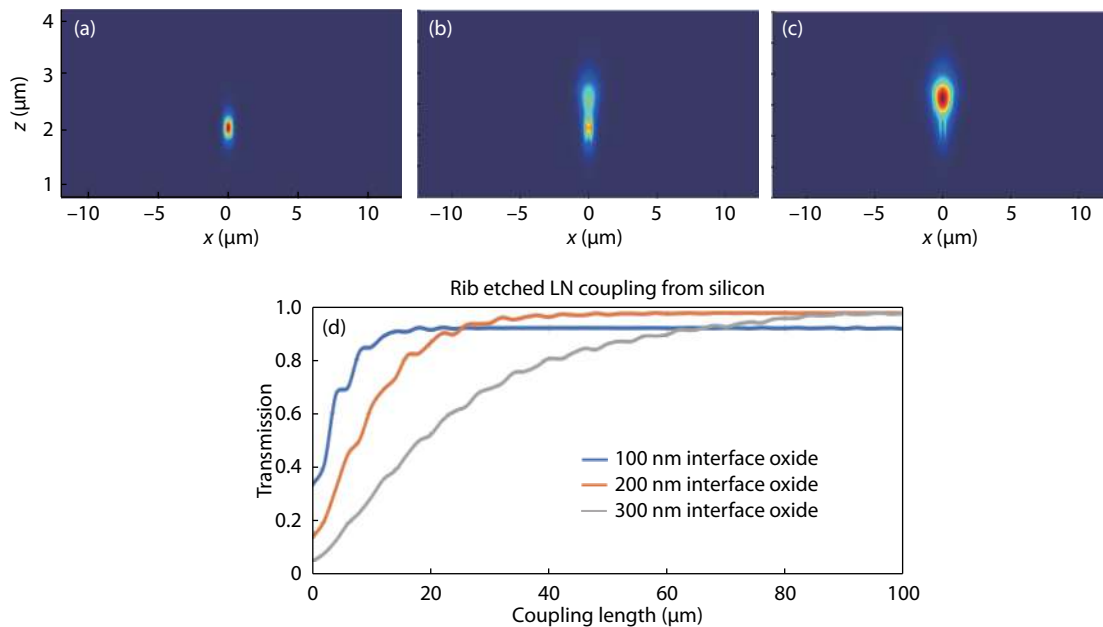 (a)
(b)
(c)
4
3
2
1
z (μm)
−10 −5 0 5 10
−10 −5 0 5 10
−10 −5 0 5 10
x (μm)
x (μm)
x (μm)
Rib etched LN coupling from silicon
(d)
1.0
0.8
0.6
0.4
0.2
0
Transmission
100 nm interface oxide
200 nm interface oxide
300 nm interface oxide
0 20 40 60 80 100
Coupling length (μm)